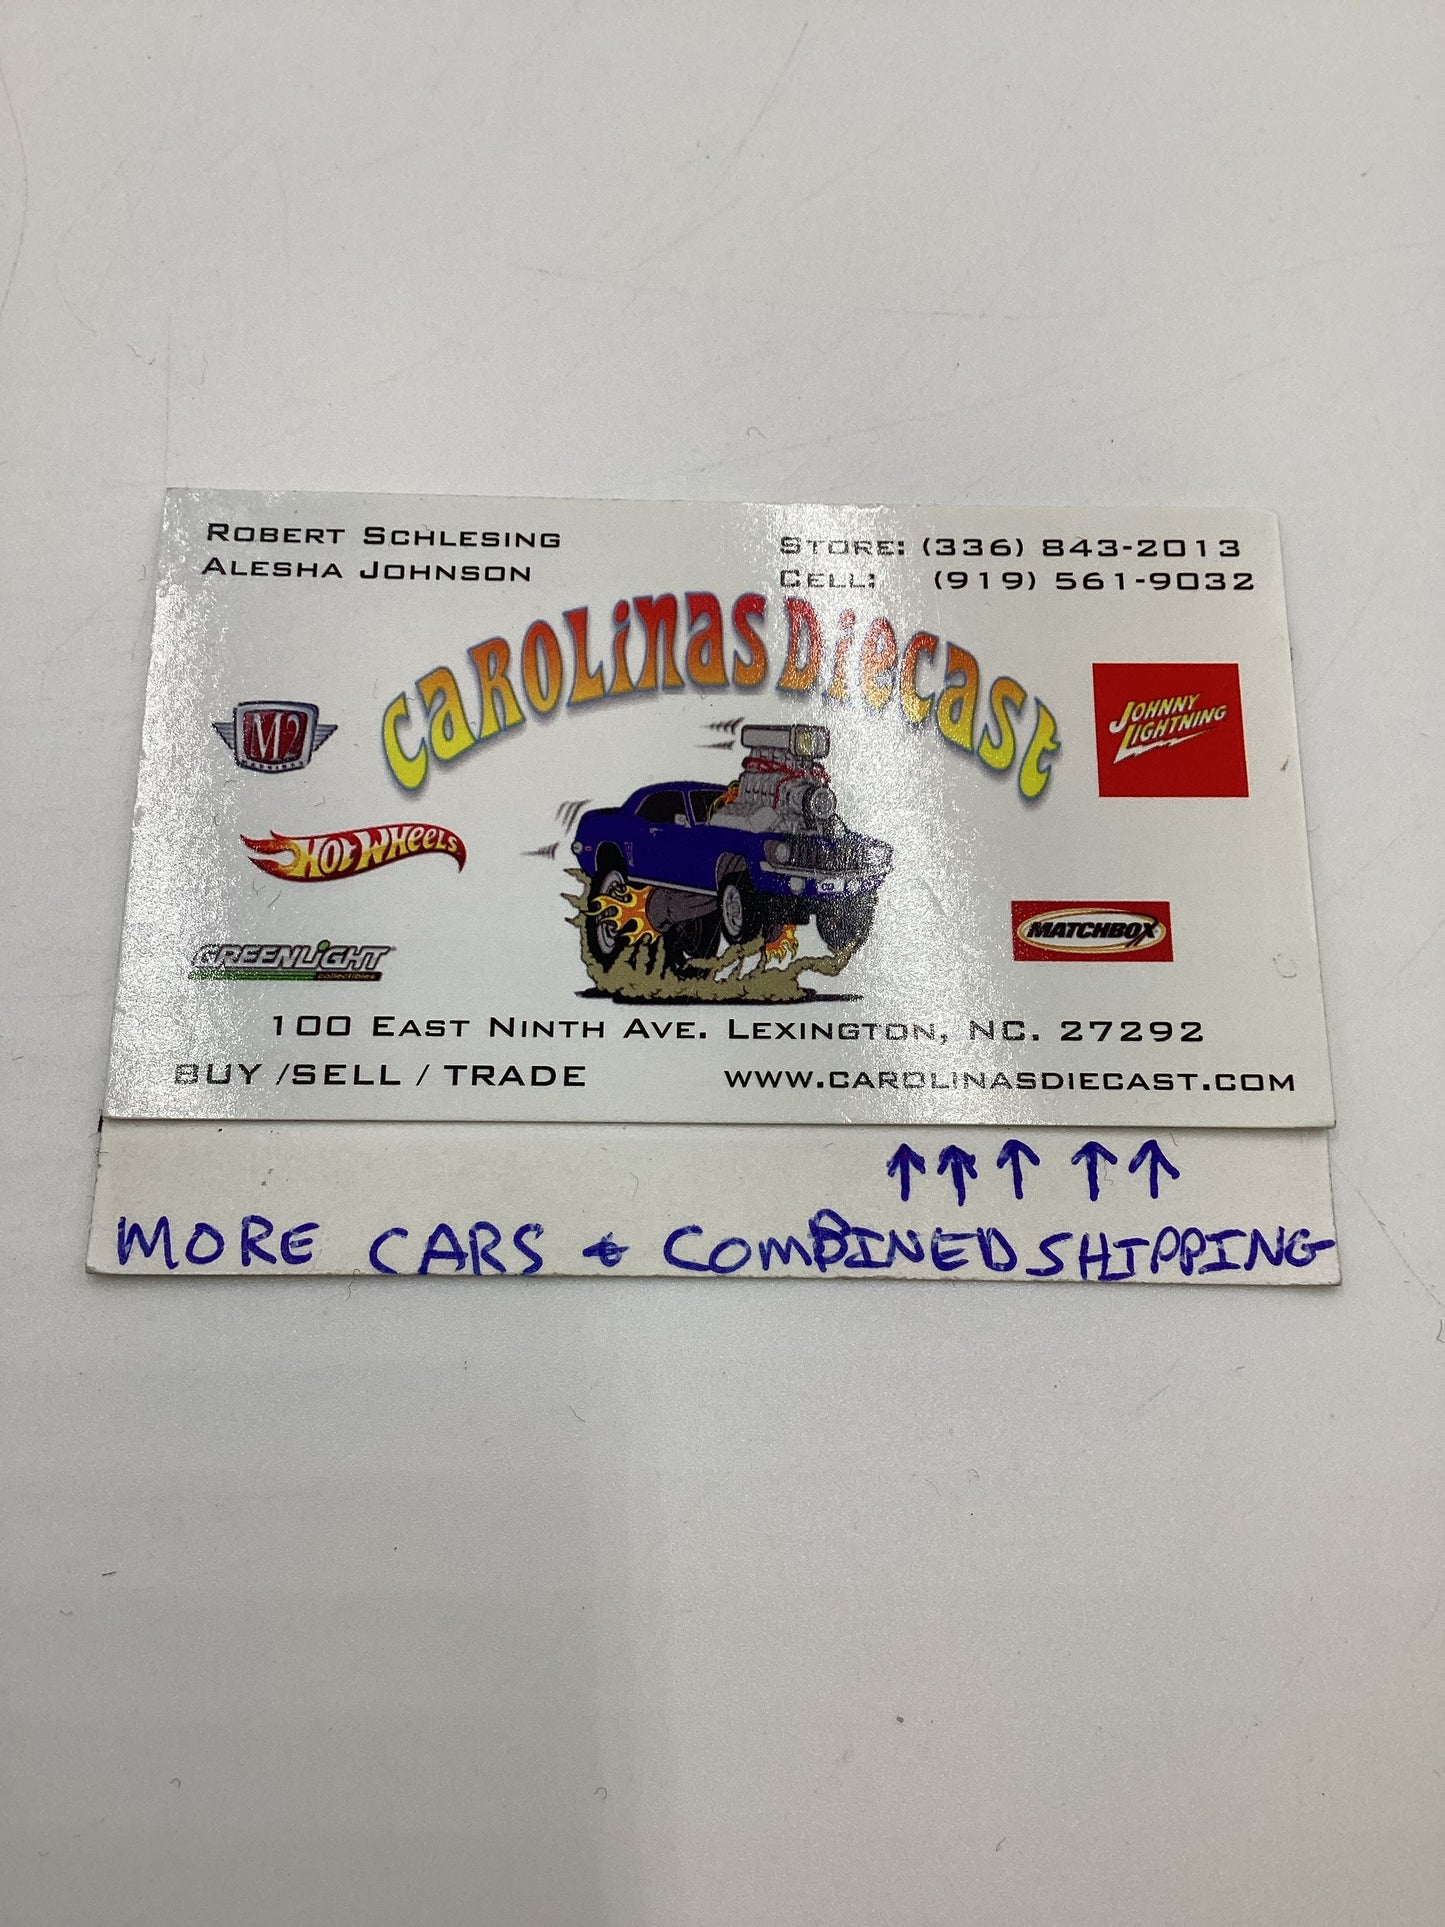 ROBERT SCHLESING
ALESHA JOHNSON
STORE: (336) 843-2013
CELL: (919) 561-9032
CAROLINAS DIECAST
M2
MACHINES
JOHNNY
LIGHTNING
HOT WHEELS
MATCHBOX
GREENLIGHT
collectibles
100 EAST NINTH AVE. LEXINGTON, NC. 27292
BUY /SELL / TRADE
WWW.CAROLINASDIECAST.COM
↑↑↑↑↑
MORE CARS & COMBINED SHIPPING